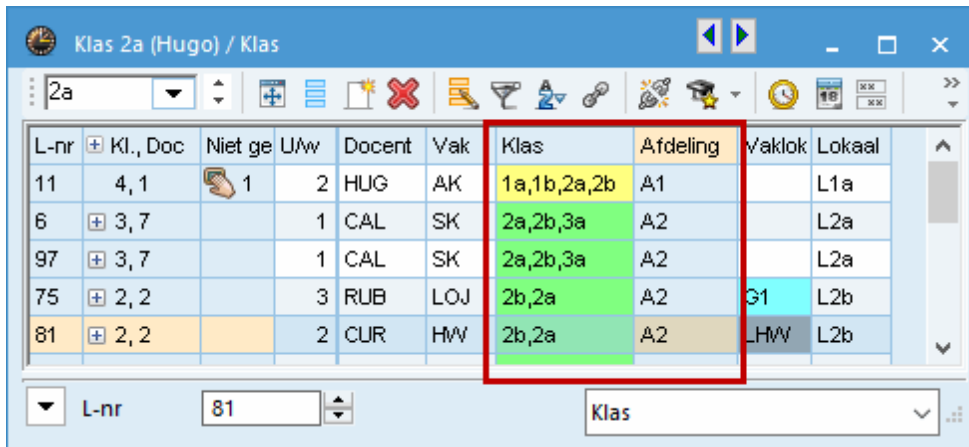 Klas 2a (Hugo) / Klas
2a
L-nr Kl., Doc Niet ge U/w Docent Vak Klas Afdeling Vaklok Lokaal
11 4, 1 1 2 HUG AK 1a,1b,2a,2b A1 L1a
6 3, 7 1 CAL SK 2a,2b,3a A2 L2a
97 3, 7 1 CAL SK 2a,2b,3a A2 L2a
75 2, 2 3 RUB LOJ 2b,2a A2 G1 L2b
81 2, 2 2 CUR HW 2b,2a A2 LHW L2b
L-nr 81 Klas